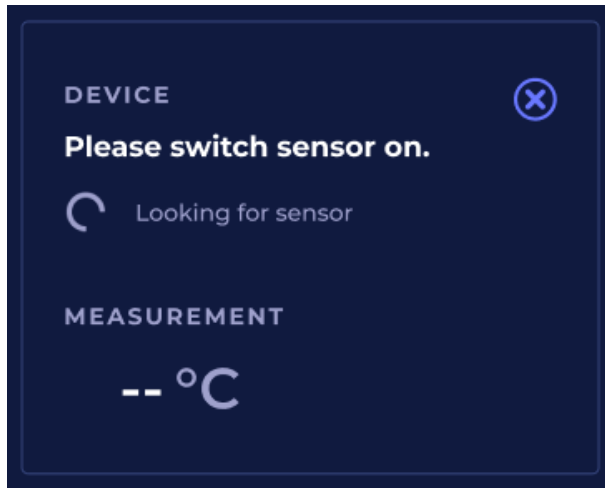 DEVICE
Please switch sensor on.
Looking for sensor
MEASUREMENT
-- °C